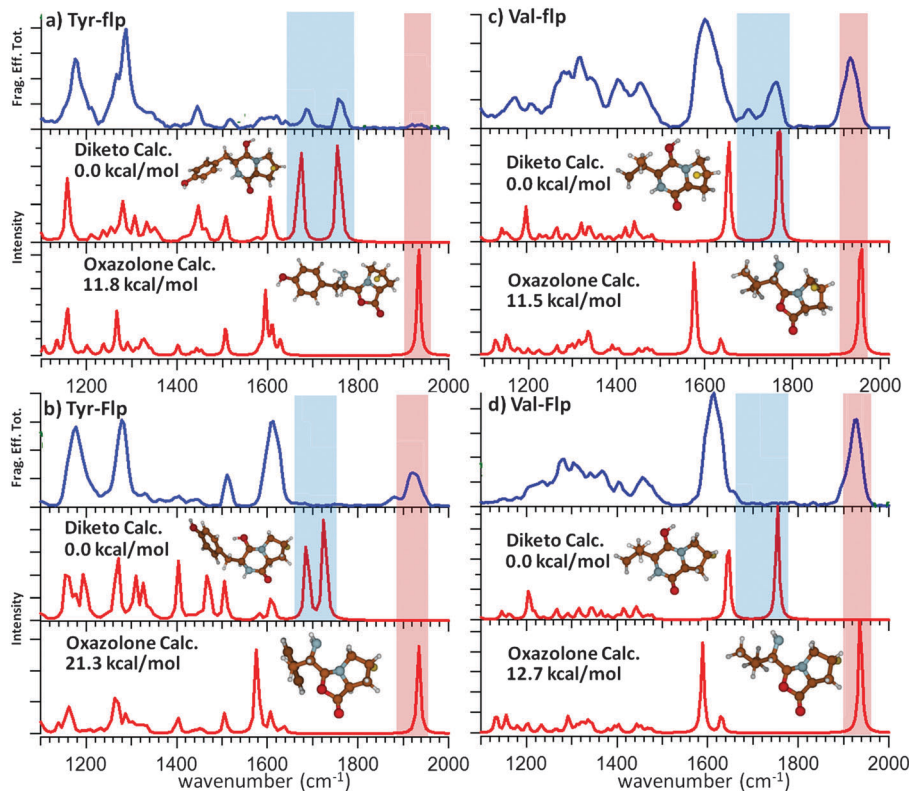 a) Tyr-flp
Frag. Eff. Tot.
Diketo Calc.
0.0 kcal/mol
Intensity
Oxazolone Calc.
11.8 kcal/mol
1200 1400 1600 1800 2000
b) Tyr-Flp
Frag. Eff. Tot.
Diketo Calc.
0.0 kcal/mol
Intensity
Oxazolone Calc.
21.3 kcal/mol
1200 1400 1600 1800 2000
wavenumber (cm⁻¹)
c) Val-flp
Diketo Calc.
0.0 kcal/mol
Oxazolone Calc.
11.5 kcal/mol
1200 1400 1600 1800 2000
d) Val-Flp
Diketo Calc.
0.0 kcal/mol
Oxazolone Calc.
12.7 kcal/mol
1200 1400 1600 1800 2000
wavenumber (cm⁻¹)